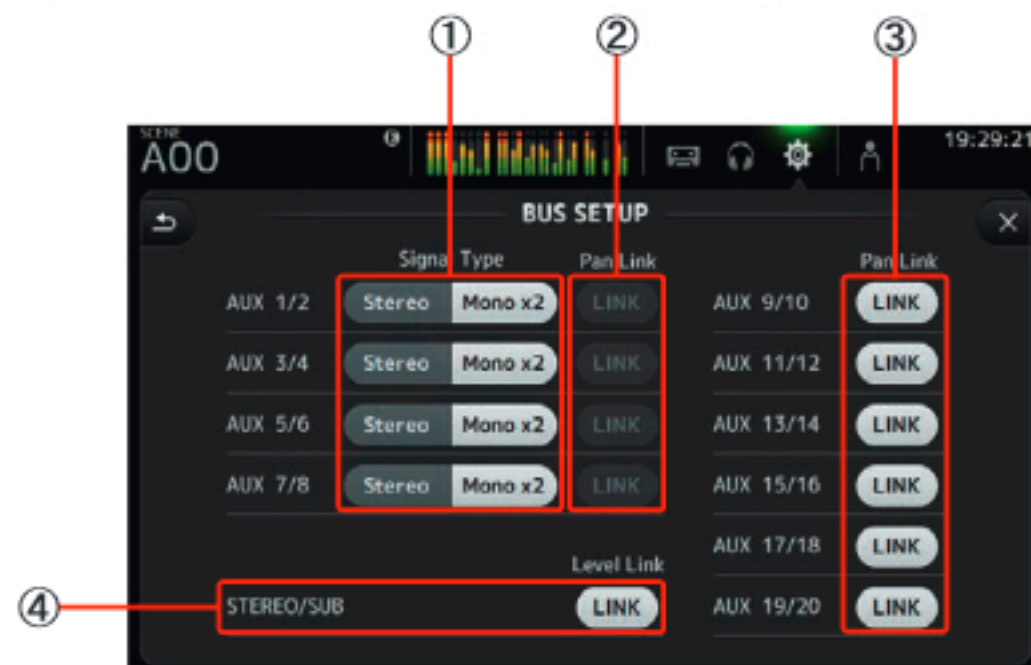 ① ② ③
SCENE
A00
19:29:21
BUS SETUP
Signal Type Pan Link Pan Link
AUX 1/2 Stereo Mono x2 LINK AUX 9/10 LINK
AUX 3/4 Stereo Mono x2 LINK AUX 11/12 LINK
AUX 5/6 Stereo Mono x2 LINK AUX 13/14 LINK
AUX 7/8 Stereo Mono x2 LINK AUX 15/16 LINK
AUX 17/18 LINK
Level Link
④ STEREO/SUB LINK AUX 19/20 LINK